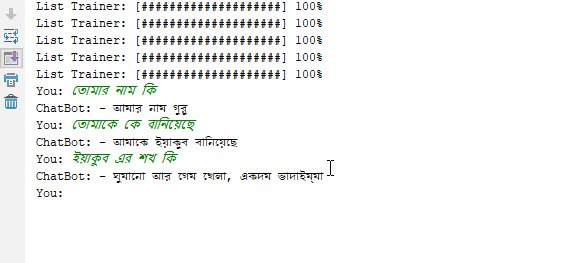 List Trainer: [####################] 100%
List Trainer: [####################] 100%
List Trainer: [####################] 100%
List Trainer: [####################] 100%
List Trainer: [####################] 100%
You: তোমার নাম কি
ChatBot: - আমার নাম গুরু
You: তোমাকে কে বানিয়েছে
ChatBot: - আমাকে ইয়াকুব বানিয়েছে
You: ইয়াকুব এর শখ কি
ChatBot: - ঘুমানো আর গেম খেলা, একদম ভাদাইম্মা
You: